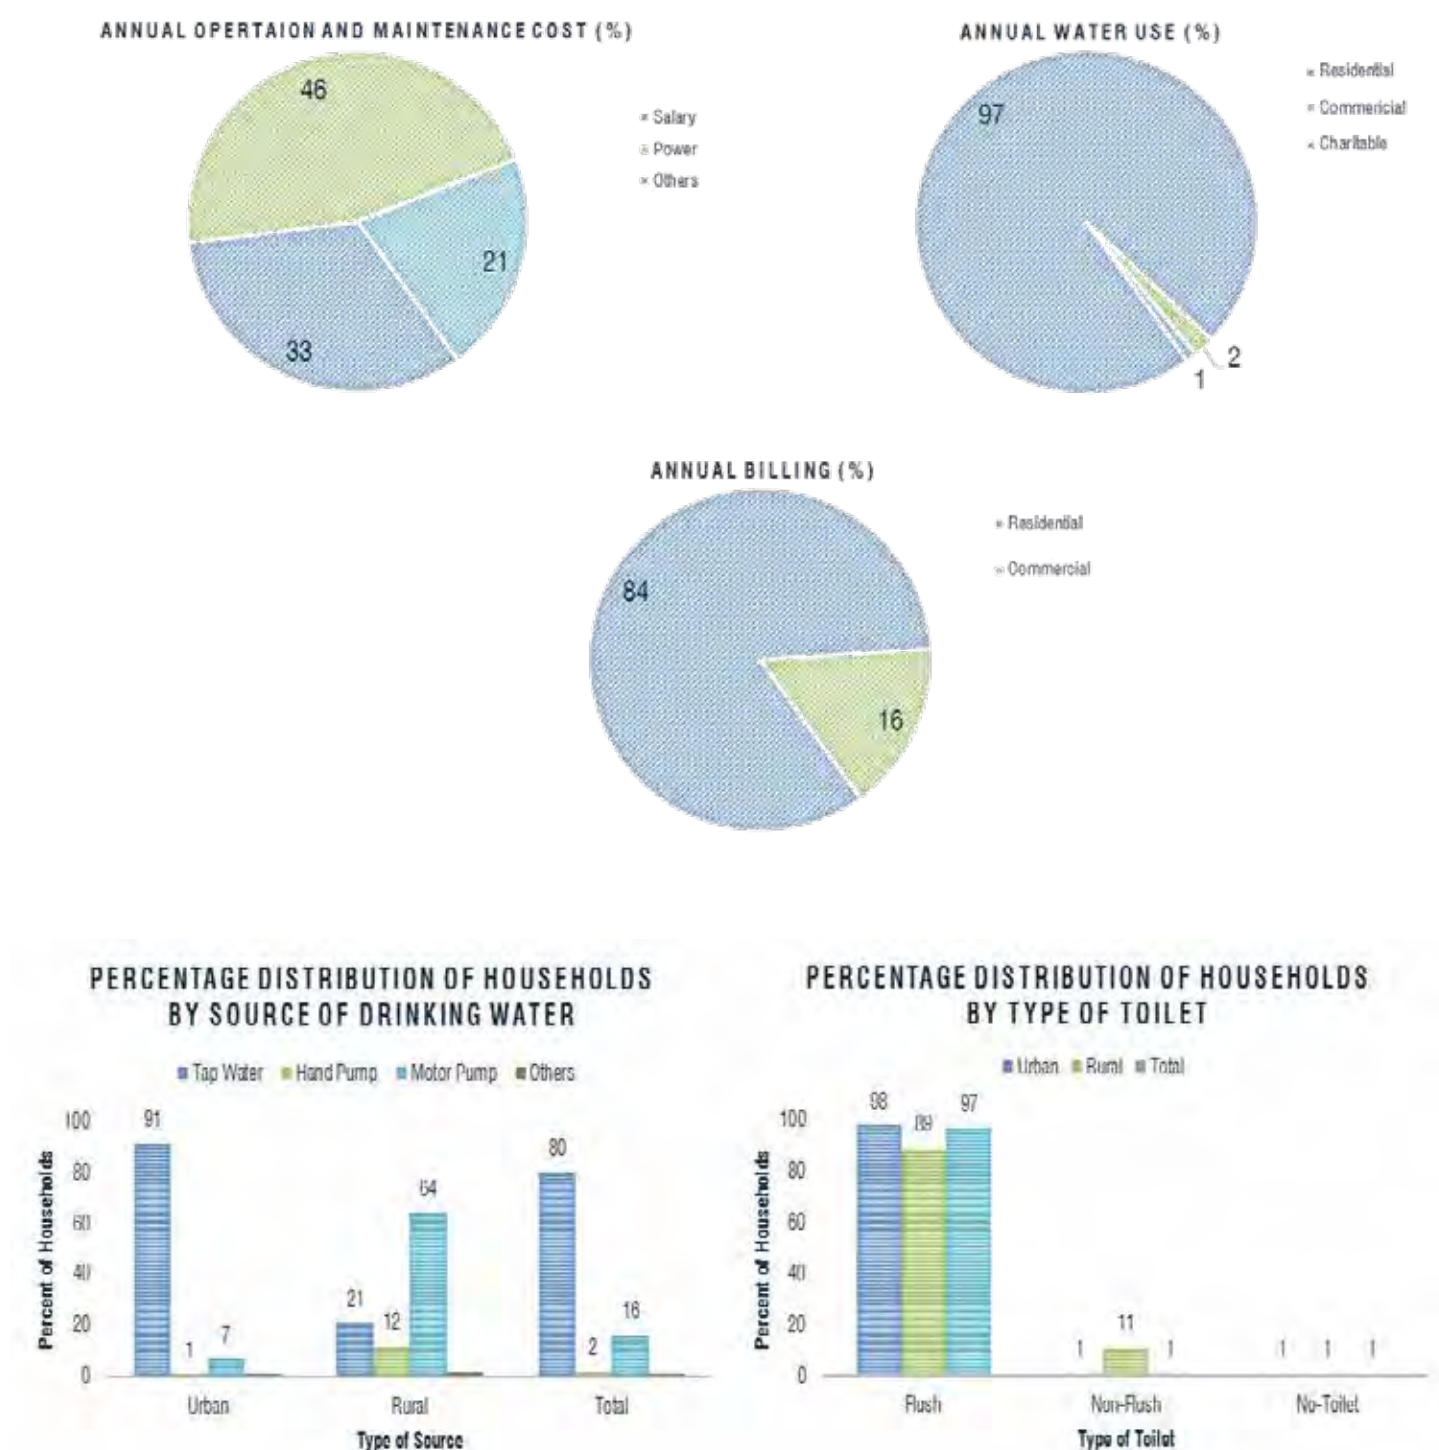 ANNUAL OPERTAION AND MAINTENANCE COST (%)
46
21
33
Salary
Power
Others
ANNUAL WATER USE (%)
97
2
1
Residential
Commericial
Charitable
ANNUAL BILLING (%)
84
16
Residential
Commercial
PERCENTAGE DISTRIBUTION OF HOUSEHOLDS
BY SOURCE OF DRINKING WATER
Tap Water Hand Pump Motor Pump Others
Percent of Households
100
80
60
40
20
0
91
1
7
21
12
64
80
2
16
Urban Rural Total
Type of Source
PERCENTAGE DISTRIBUTION OF HOUSEHOLDS
BY TYPE OF TOILET
Urban Rural Total
Percent of Households
100
80
60
40
20
0
98
89
97
1
11
1
1
1
1
Flush Non-Flush No-Toilet
Type of Toilet